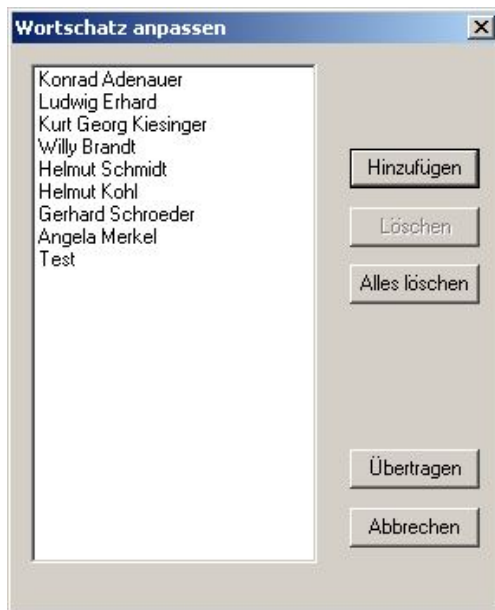 Wortschatz anpassen
Konrad Adenauer
Ludwig Erhard
Kurt Georg Kiesinger
Willy Brandt
Helmut Schmidt
Helmut Kohl
Gerhard Schroeder
Angela Merkel
Test
Hinzufügen
Löschen
Alles löschen
Übertragen
Abbrechen